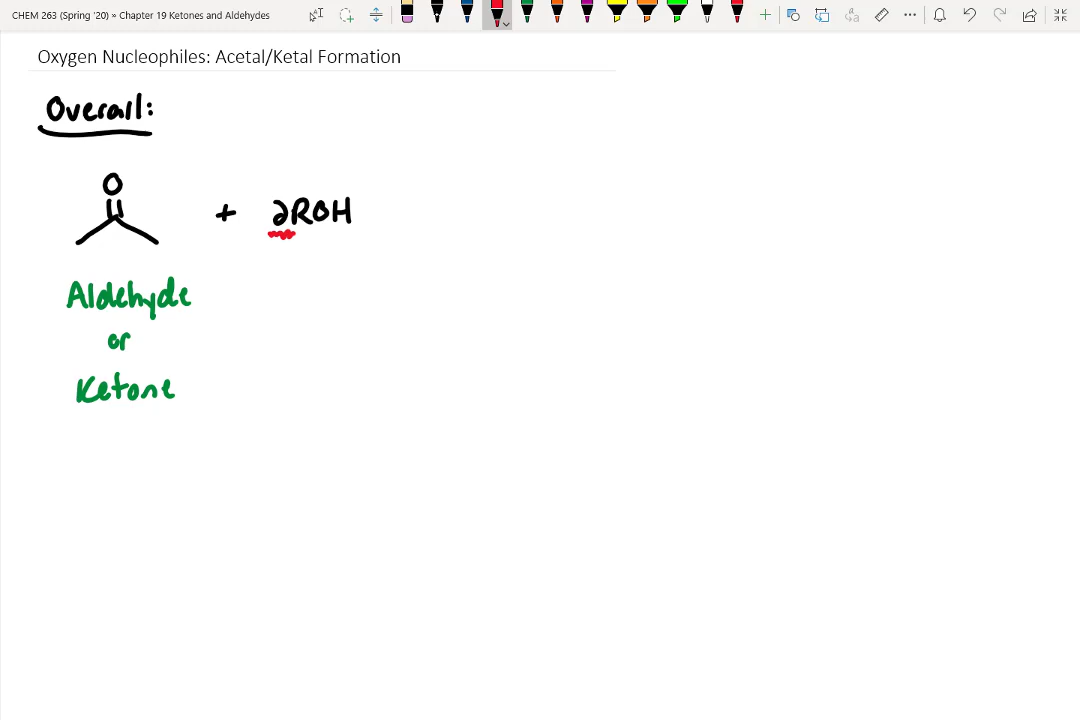 CHEM 263 (Spring '20) » Chapter 19 Ketones and Aldehydes
Oxygen Nucleophiles: Acetal/Ketal Formation
Overall:
O
+ 2ROH
Aldehyde
or
Ketone